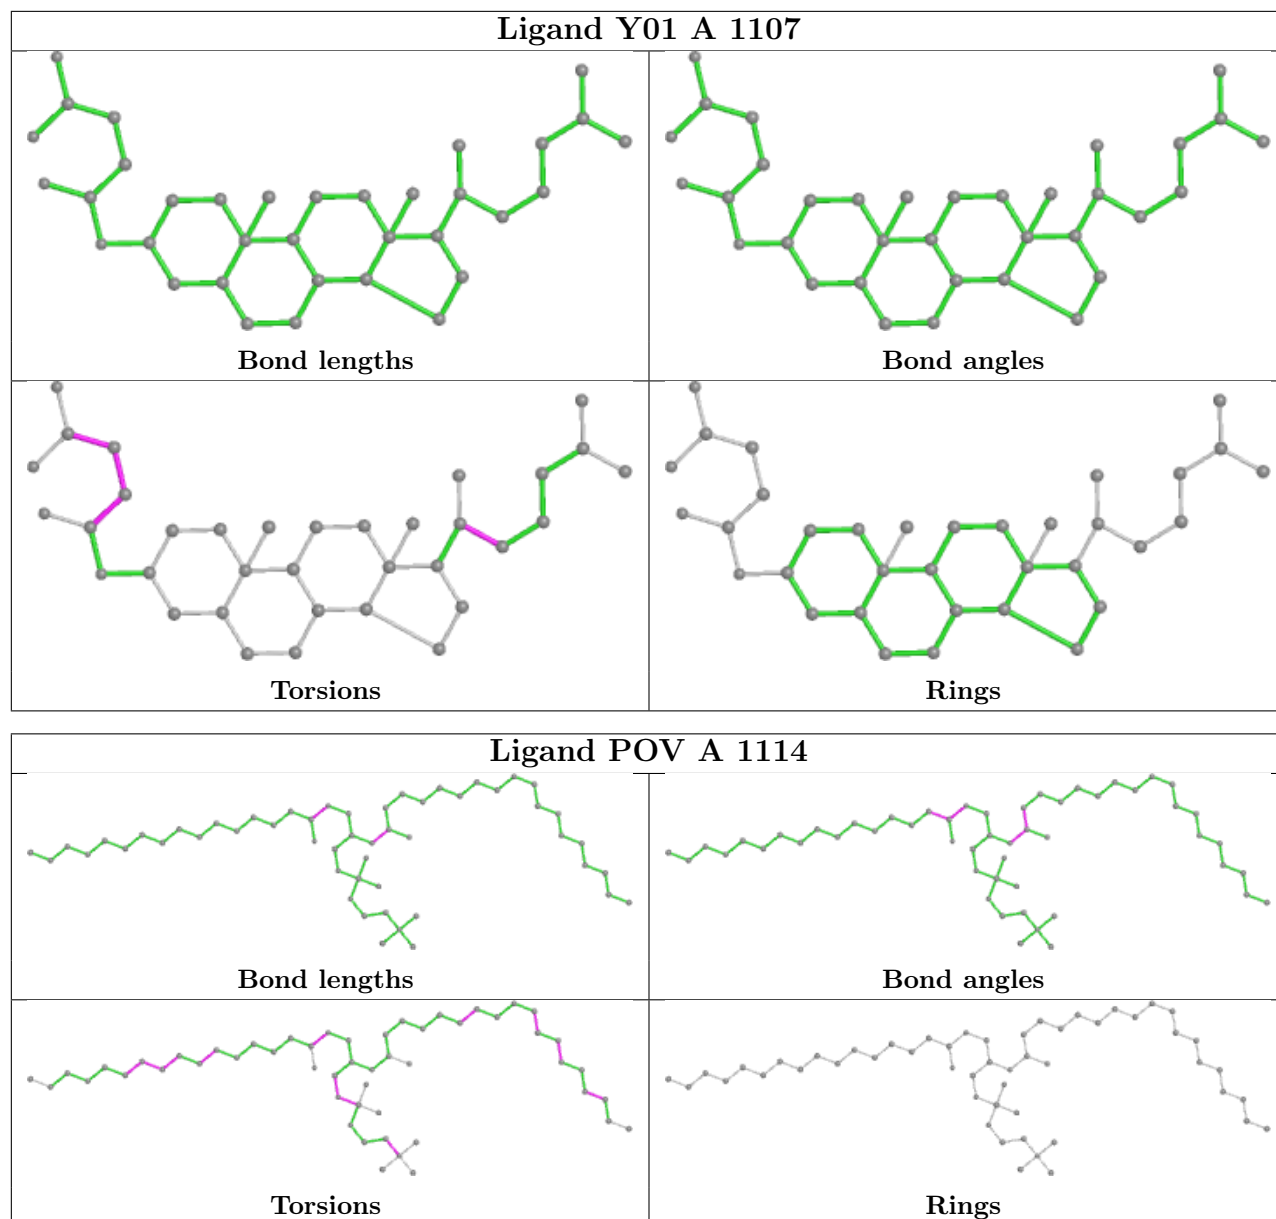 Ligand Y01 A 1107
Bond lengths
Bond angles
Torsions
Rings
Ligand POV A 1114
Bond lengths
Bond angles
Torsions
Rings